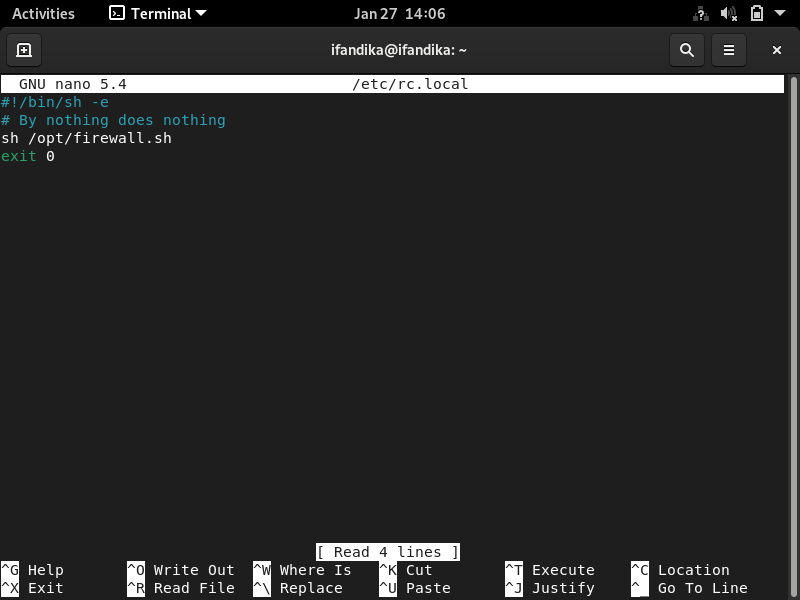 Activities Terminal Jan 27 14:06
ifandika@ifandika: ~
GNU nano 5.4 /etc/rc.local
#!/bin/sh -e
# By nothing does nothing
sh /opt/firewall.sh
exit 0
[ Read 4 lines ]
^G Help ^O Write Out ^W Where Is ^K Cut ^T Execute ^C Location
^X Exit ^R Read File ^\ Replace ^U Paste ^J Justify ^_ Go To Line